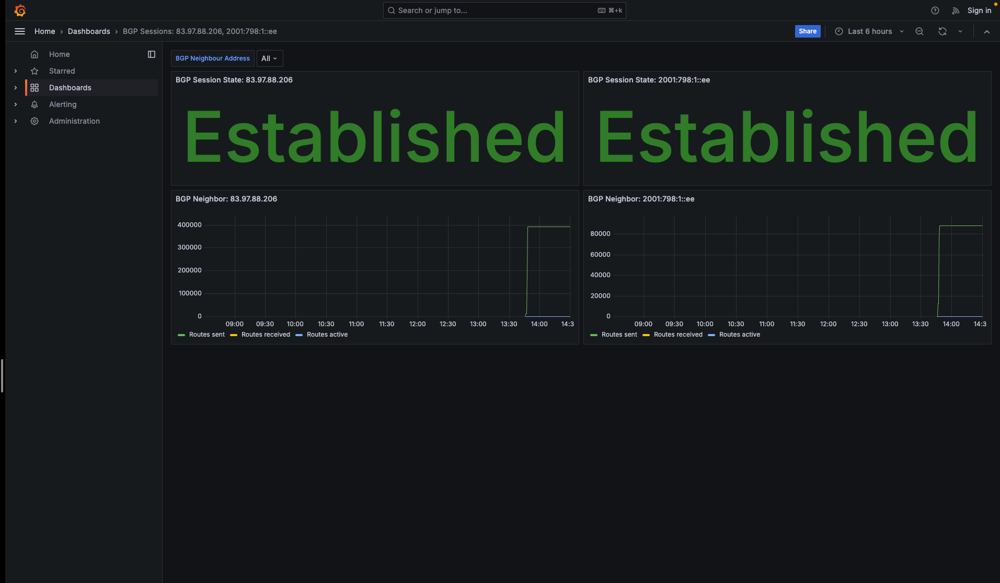 Search or jump to...
⌘+k
Sign in
Home › Dashboards › BGP Sessions: 83.97.88.206, 2001:798:1::ee
Share
Last 6 hours
Home
Starred
Dashboards
Alerting
Administration
BGP Neighbour Address
All
BGP Session State: 83.97.88.206
Established
BGP Session State: 2001:798:1::ee
Established
BGP Neighbor: 83.97.88.206
400000
300000
200000
100000
0
09:00 09:30 10:00 10:30 11:00 11:30 12:00 12:30 13:00 13:30 14:00 14:3
Routes sent Routes received Routes active
BGP Neighbor: 2001:798:1::ee
80000
60000
40000
20000
0
09:00 09:30 10:00 10:30 11:00 11:30 12:00 12:30 13:00 13:30 14:00 14:3
Routes sent Routes received Routes active